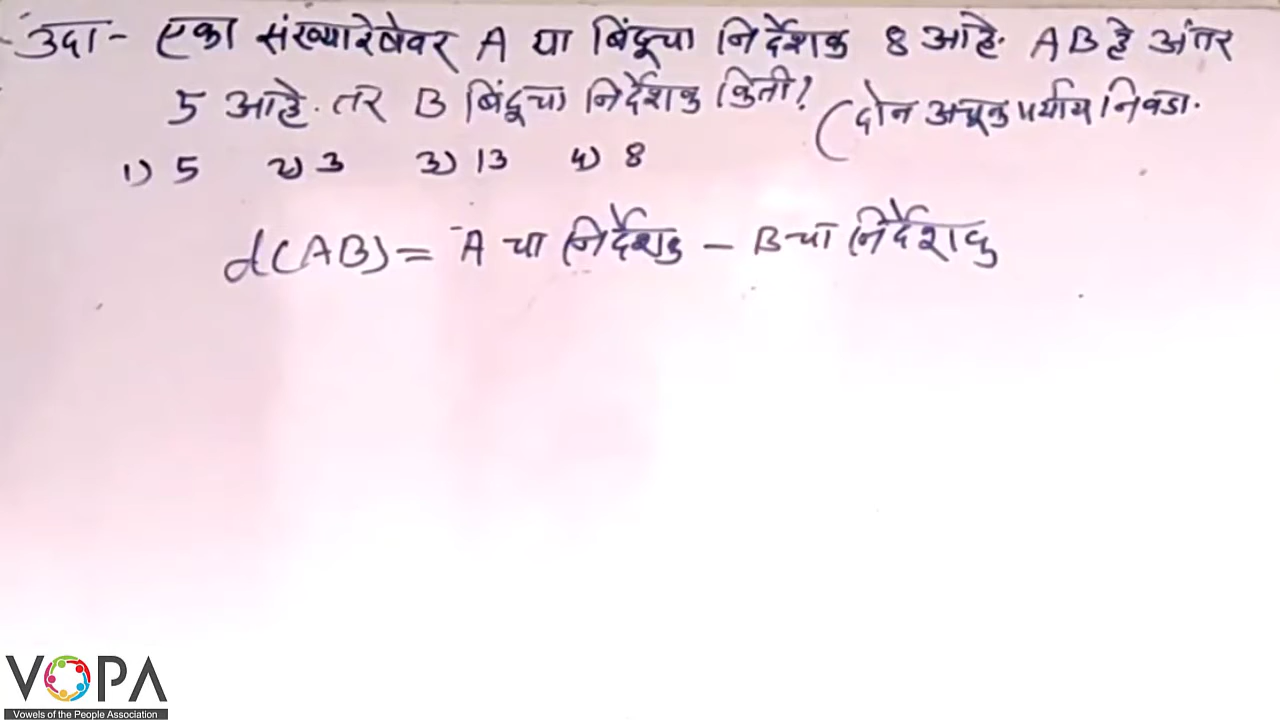 उदा - एका संख्यारेषेवर A या बिंदूचा निर्देशक 8 आहे. AB हे अंतर
5 आहे. तर B बिंदूचा निर्देशक किती? (दोन अचूक पर्याय निवडा.
1) 5 2) 3 3) 13 4) 8
d(AB) = A चा निर्देशक - B चा निर्देशक
VOPA
Vowels of the People Association